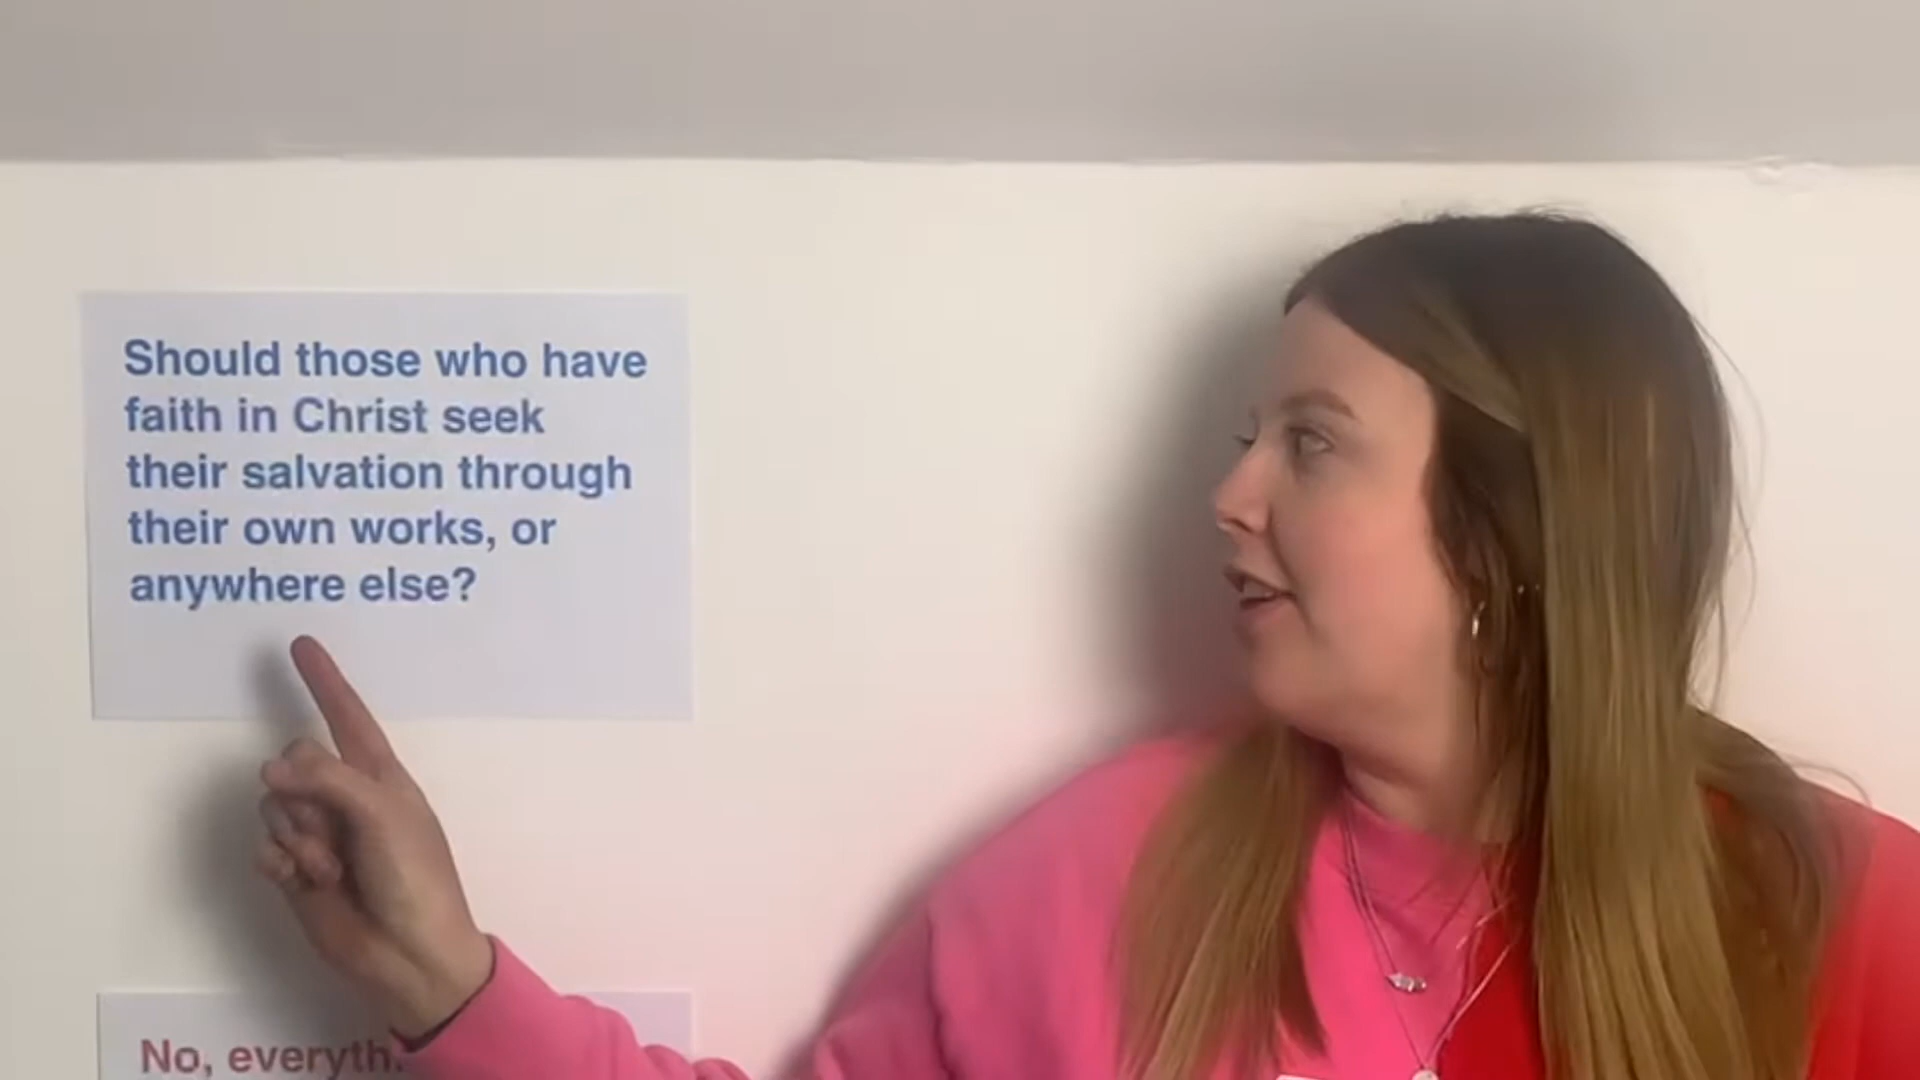 Should those who have
faith in Christ seek
their salvation through
their own works, or
anywhere else?
No,